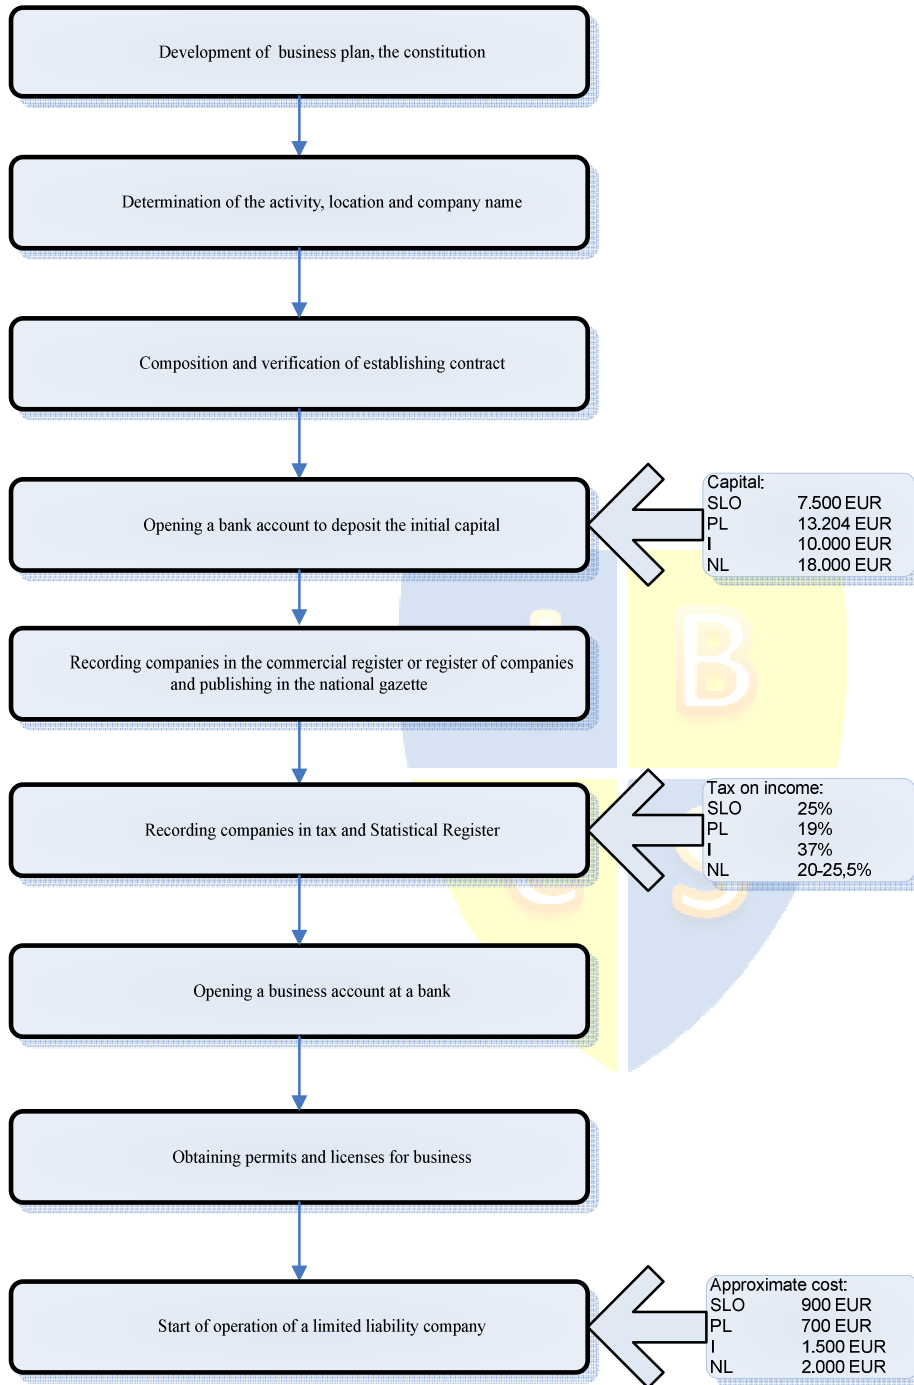 Development of business plan, the constitution
Determination of the activity, location and company name
Composition and verification of establishing contract
Opening a bank account to deposit the initial capital
Capital:
SLO 7.500 EUR
PL 13.204 EUR
I 10.000 EUR
NL 18.000 EUR
Recording companies in the commercial register or register of companies
and publishing in the national gazette
B
Recording companies in tax and Statistical Register
Tax on income:
SLO 25%
PL 19%
I 37%
NL 20-25,5%
C S
Opening a business account at a bank
Obtaining permits and licenses for business
Start of operation of a limited liability company
Approximate cost:
SLO 900 EUR
PL 700 EUR
I 1.500 EUR
NL 2.000 EUR